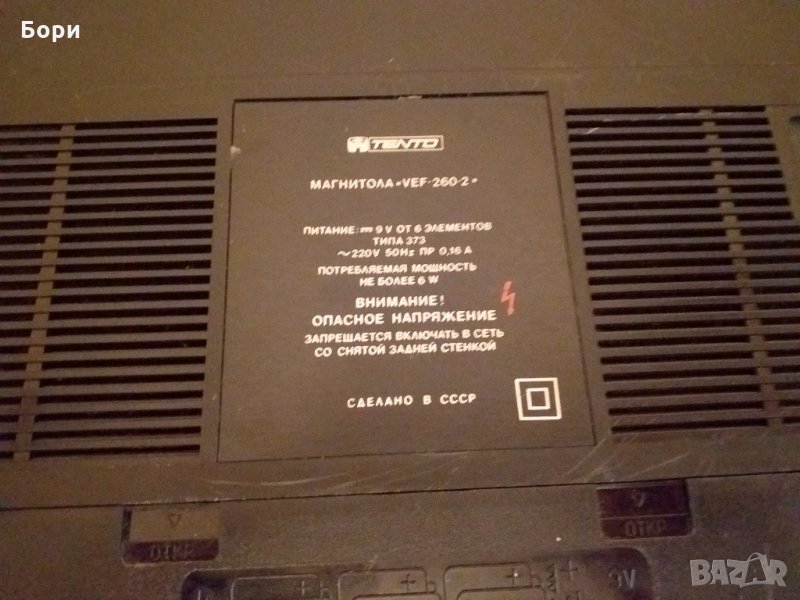 Бори
TENTO
МАГНИТОЛА «VEF-260-2»
ПИТАНИЕ: ⎓ 9 V ОТ 6 ЭЛЕМЕНТОВ
ТИПА 373
~220V 50Hz ПР 0,16 А
ПОТРЕБЛЯЕМАЯ МОЩНОСТЬ
НЕ БОЛЕЕ 6 W
ВНИМАНИЕ!
ОПАСНОЕ НАПРЯЖЕНИЕ
ЗАПРЕЩАЕТСЯ ВКЛЮЧАТЬ В СЕТЬ
СО СНЯТОЙ ЗАДНЕЙ СТЕНКОЙ
СДЕЛАНО В СССР
ОТКР
ОТКР
BAZAR